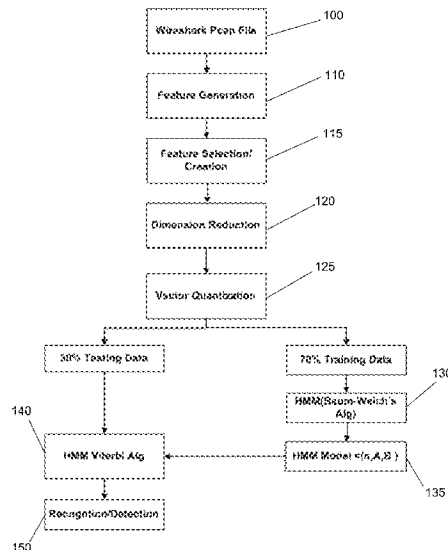 Wireshark Pcap File
100
Feature Generation
110
Feature Selection/
Creation
115
Dimension Reduction
120
Vector Quantization
125
30% Testing Data
70% Training Data
HMM(Baum-Welch's
Alg)
130
140
HMM Viterbi Alg
HMM Model =(π,A,B )
135
Recognition/Detection
150